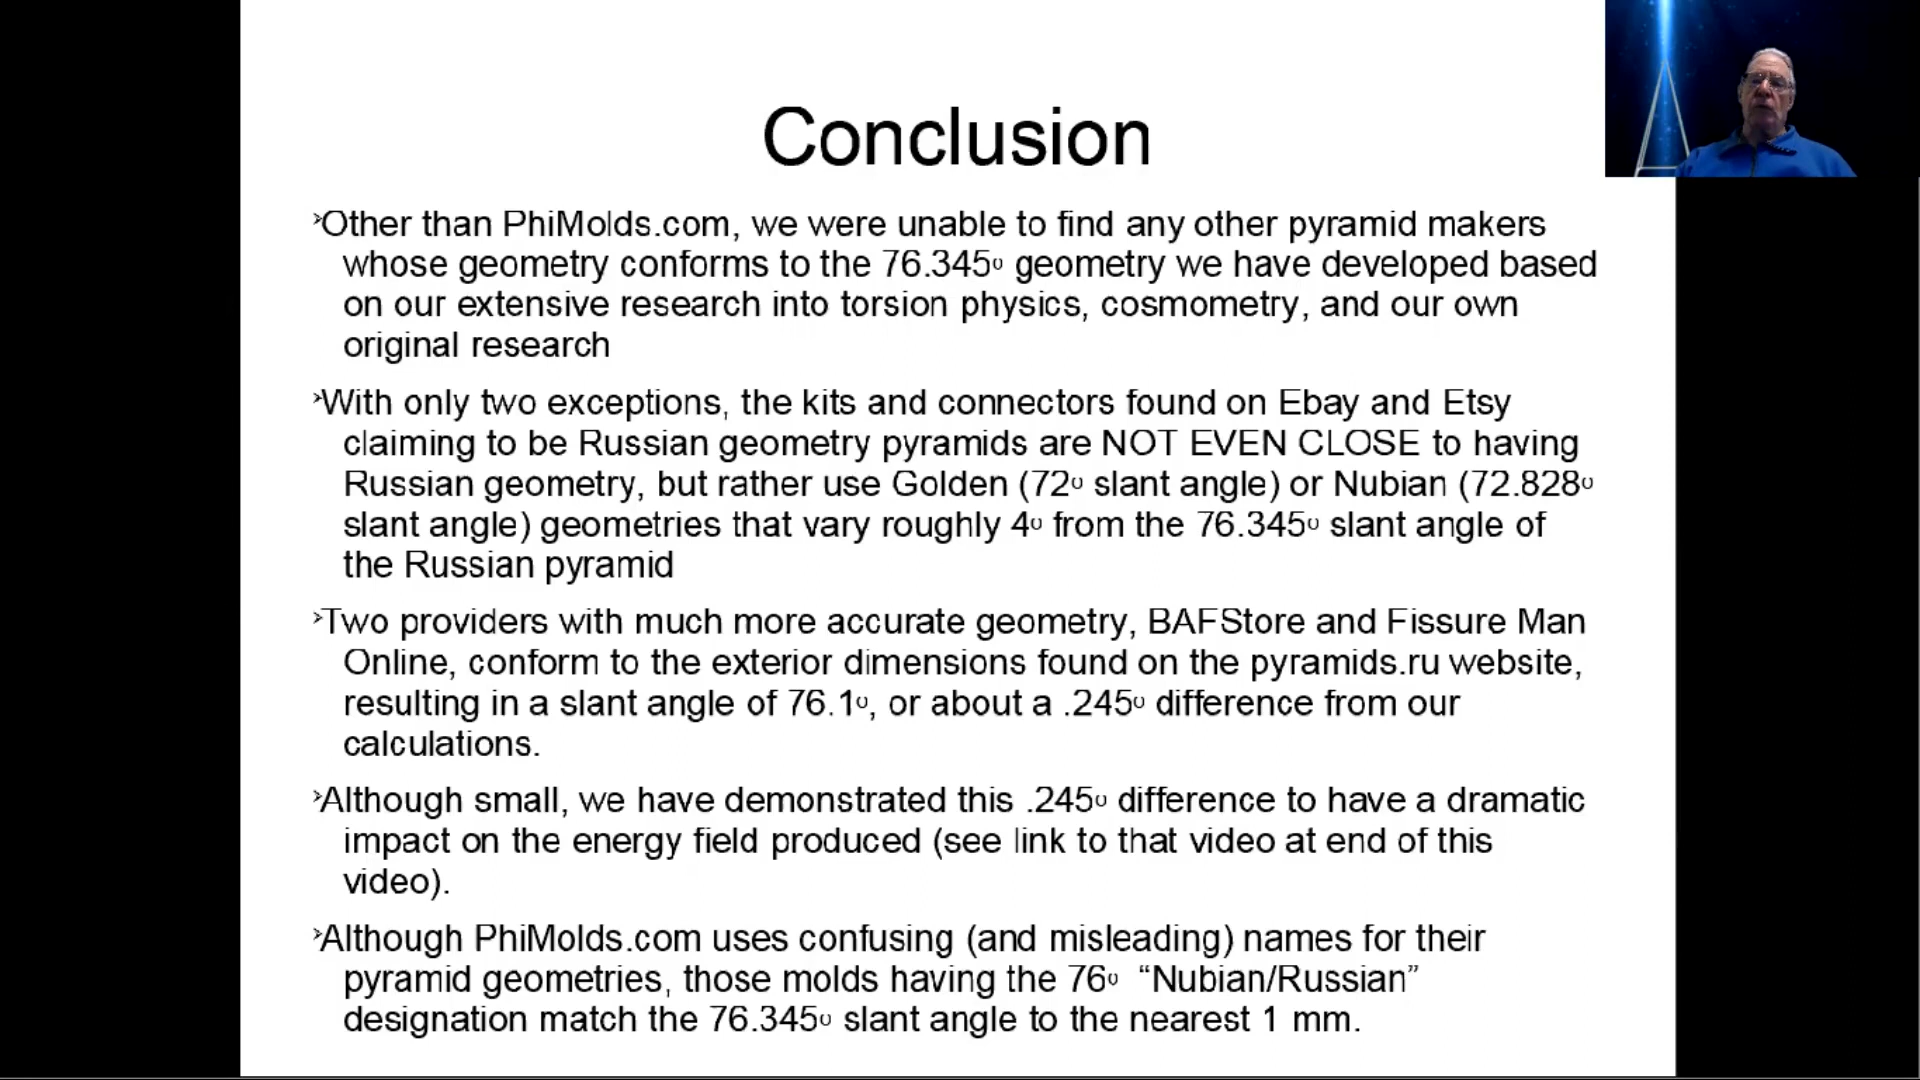 Conclusion
➢Other than PhiMolds.com, we were unable to find any other pyramid makers
whose geometry conforms to the 76.345º geometry we have developed based
on our extensive research into torsion physics, cosmometry, and our own
original research
➢With only two exceptions, the kits and connectors found on Ebay and Etsy
claiming to be Russian geometry pyramids are NOT EVEN CLOSE to having
Russian geometry, but rather use Golden (72º slant angle) or Nubian (72.828º
slant angle) geometries that vary roughly 4º from the 76.345º slant angle of
the Russian pyramid
➢Two providers with much more accurate geometry, BAFStore and Fissure Man
Online, conform to the exterior dimensions found on the pyramids.ru website,
resulting in a slant angle of 76.1º, or about a .245º difference from our
calculations.
➢Although small, we have demonstrated this .245º difference to have a dramatic
impact on the energy field produced (see link to that video at end of this
video).
➢Although PhiMolds.com uses confusing (and misleading) names for their
pyramid geometries, those molds having the 76º “Nubian/Russian”
designation match the 76.345º slant angle to the nearest 1 mm.